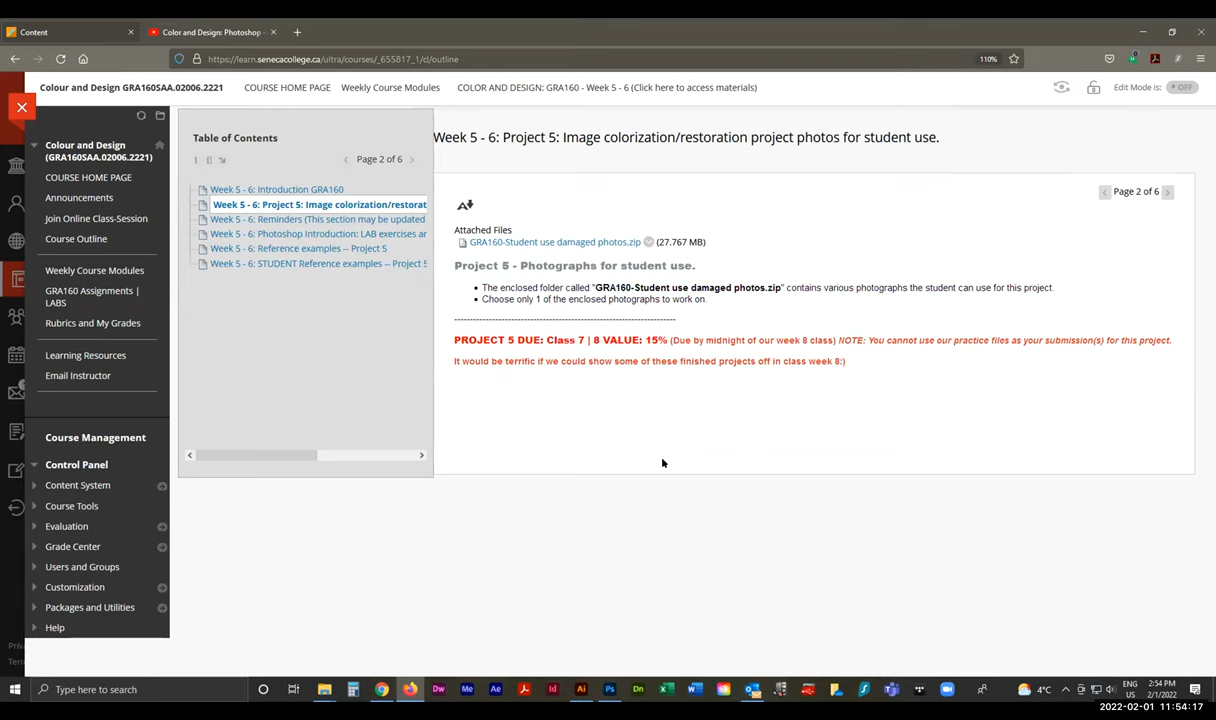 Content
Color and Design: Photoshop -
https://learn.senecacollege.ca/ultra/courses/_655817_1/cl/outline
110%
Colour and Design GRA160SAA.02006.2221
COURSE HOME PAGE
Weekly Course Modules
COLOR AND DESIGN: GRA160 - Week 5 - 6 (Click here to access materials)
Edit Mode is:
OFF
Colour and Design
(GRA160SAA.02006.2221)
COURSE HOME PAGE
Announcements
Join Online Class-Session
Course Outline
Weekly Course Modules
GRA160 Assignments |
LABS
Rubrics and My Grades
Learning Resources
Email Instructor
Course Management
Control Panel
Content System
Course Tools
Evaluation
Grade Center
Users and Groups
Customization
Packages and Utilities
Help
Priv
Tern
Table of Contents
Page 2 of 6
Week 5 - 6: Introduction GRA160
Week 5 - 6: Project 5: Image colorization/restorat
Week 5 - 6: Reminders (This section may be updated
Week 5 - 6: Photoshop Introduction: LAB exercises ar
Week 5 - 6: Reference examples -- Project 5
Week 5 - 6: STUDENT Reference examples -- Project 5
Week 5 - 6: Project 5: Image colorization/restoration project photos for student use.
Page 2 of 6
Attached Files
GRA160-Student use damaged photos.zip (27.767 MB)
Project 5 - Photographs for student use.
• The enclosed folder called "GRA160-Student use damaged photos.zip" contains various photographs the student can use for this project.
• Choose only 1 of the enclosed photographs to work on.
--------------------------------------------------------------------
PROJECT 5 DUE: Class 7 | 8 VALUE: 15% (Due by midnight of our week 8 class) NOTE: You cannot use our practice files as your submission(s) for this project.
It would be terrific if we could show some of these finished projects off in class week 8:)
Type here to search
Dw
Me
Ae
Id
Ai
Ps
Dn
4°C
ENG
US
2:54 PM
2/1/2022
2022-02-01 11:54:17